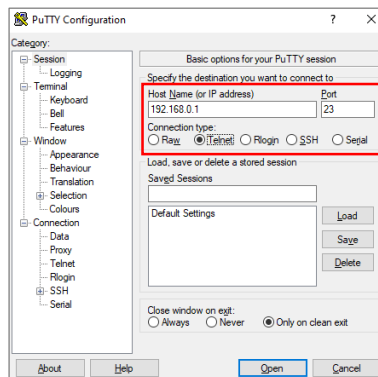 PuTTY Configuration
? ×
Category:
Session
Logging
Terminal
Keyboard
Bell
Features
Window
Appearance
Behaviour
Translation
Selection
Colours
Connection
Data
Proxy
Telnet
Rlogin
SSH
Serial
Basic options for your PuTTY session
Specify the destination you want to connect to
Host Name (or IP address) Port
192.168.0.1 23
Connection type:
Raw Telnet Rlogin SSH Serial
Load, save or delete a stored session
Saved Sessions
Default Settings
Load
Save
Delete
Close window on exit:
Always Never Only on clean exit
About Help Open Cancel